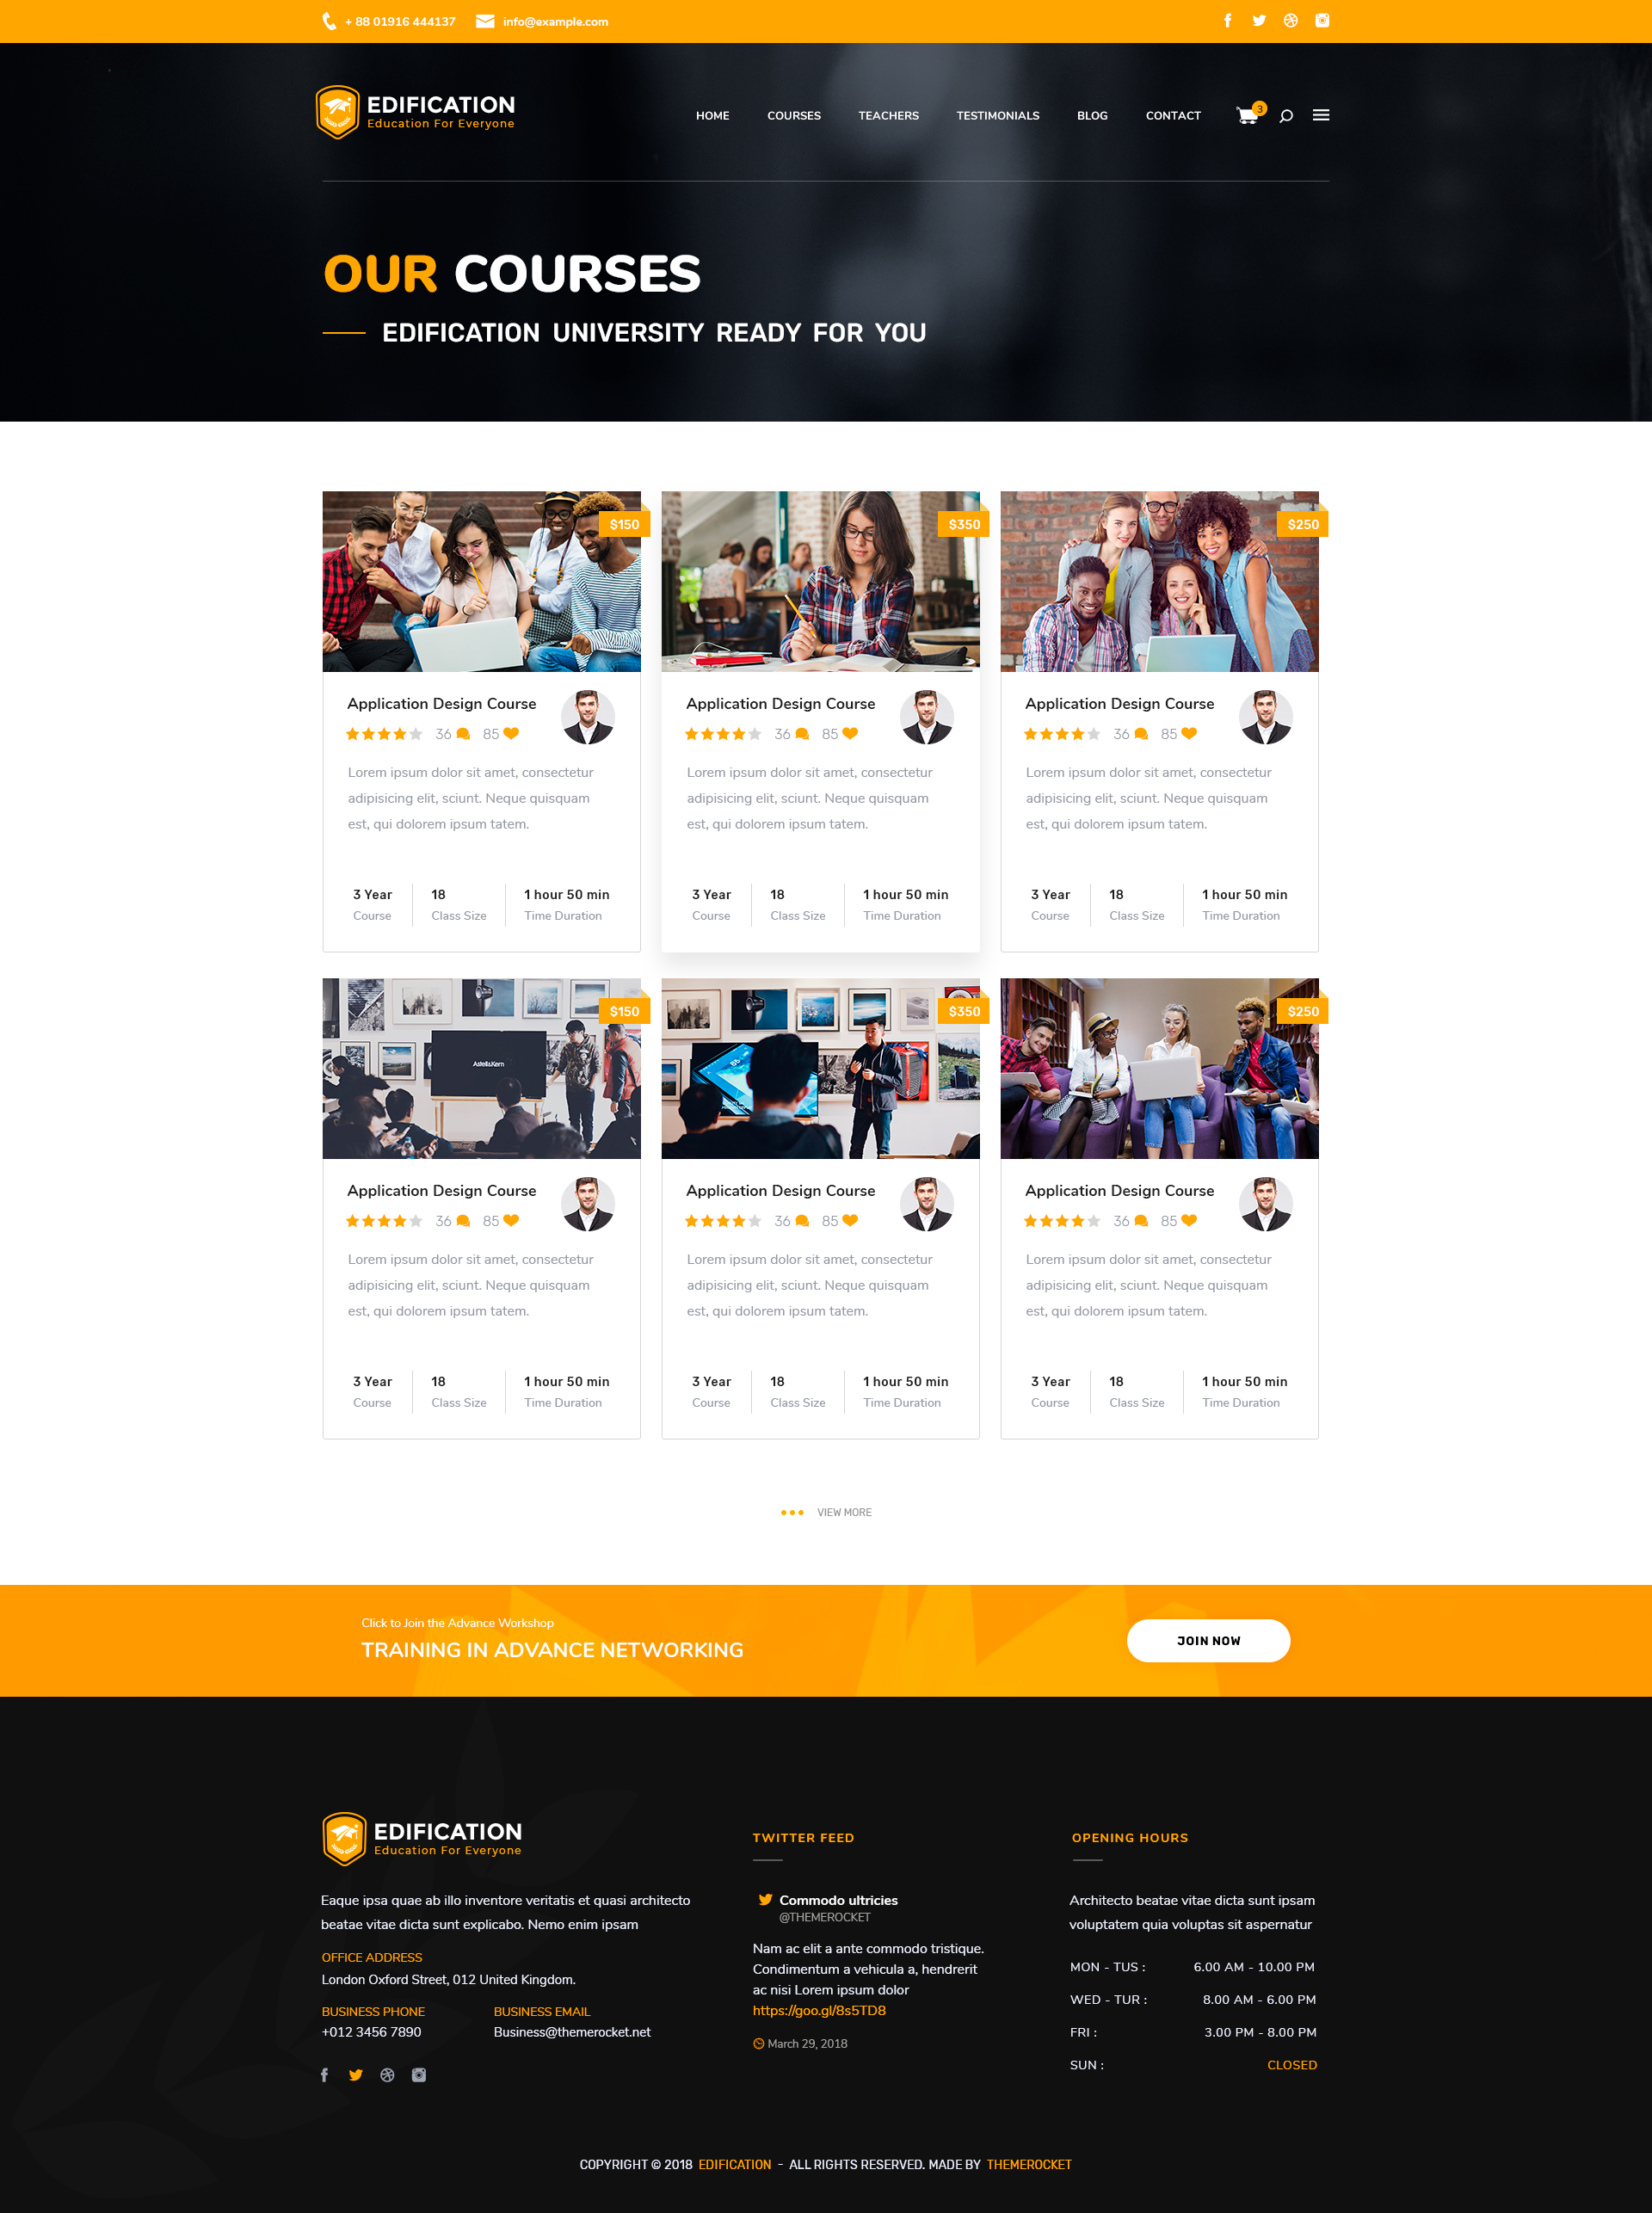 + 88 01916 444137 info@example.com
EDIFICATION
Education For Everyone
HOME COURSES TEACHERS TESTIMONIALS BLOG CONTACT 3
OUR COURSES
EDIFICATION UNIVERSITY READY FOR YOU
$150 $350 $250
Application Design Course Application Design Course Application Design Course
36 85 36 85 36 85
Lorem ipsum dolor sit amet, consectetur Lorem ipsum dolor sit amet, consectetur Lorem ipsum dolor sit amet, consectetur
adipisicing elit, sciunt. Neque quisquam adipisicing elit, sciunt. Neque quisquam adipisicing elit, sciunt. Neque quisquam
est, qui dolorem ipsum tatem. est, qui dolorem ipsum tatem. est, qui dolorem ipsum tatem.
3 Year 18 1 hour 50 min 3 Year 18 1 hour 50 min 3 Year 18 1 hour 50 min
Course Class Size Time Duration Course Class Size Time Duration Course Class Size Time Duration
$150 $350 $250
Astell&Kern
Application Design Course Application Design Course Application Design Course
36 85 36 85 36 85
Lorem ipsum dolor sit amet, consectetur Lorem ipsum dolor sit amet, consectetur Lorem ipsum dolor sit amet, consectetur
adipisicing elit, sciunt. Neque quisquam adipisicing elit, sciunt. Neque quisquam adipisicing elit, sciunt. Neque quisquam
est, qui dolorem ipsum tatem. est, qui dolorem ipsum tatem. est, qui dolorem ipsum tatem.
3 Year 18 1 hour 50 min 3 Year 18 1 hour 50 min 3 Year 18 1 hour 50 min
Course Class Size Time Duration Course Class Size Time Duration Course Class Size Time Duration
VIEW MORE
Click to Join the Advance Workshop
TRAINING IN ADVANCE NETWORKING
JOIN NOW
EDIFICATION
Education For Everyone
Eaque ipsa quae ab illo inventore veritatis et quasi architecto
beatae vitae dicta sunt explicabo. Nemo enim ipsam
OFFICE ADDRESS
London Oxford Street, 012 United Kingdom.
BUSINESS PHONE BUSINESS EMAIL
+012 3456 7890 Business@themerocket.net
TWITTER FEED
Commodo ultricies
@THEMEROCKET
Nam ac elit a ante commodo tristique.
Condimentum a vehicula a, hendrerit
ac nisi Lorem ipsum dolor
https://goo.gl/8s5TD8
March 29, 2018
OPENING HOURS
Architecto beatae vitae dicta sunt ipsam
voluptatem quia voluptas sit aspernatur
MON - TUS : 6.00 AM - 10.00 PM
WED - TUR : 8.00 AM - 6.00 PM
FRI : 3.00 PM - 8.00 PM
SUN : CLOSED
COPYRIGHT © 2018 EDIFICATION - ALL RIGHTS RESERVED. MADE BY THEMEROCKET